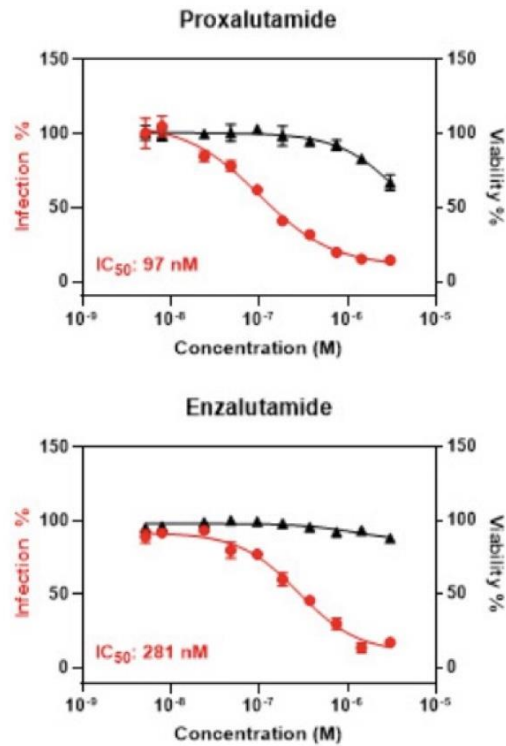 Proxalutamide
150
150
100
100
50
50
0
0
Infection %
Viability %
IC50: 97 nM
10-9
10-8
10-7
10-6
10-5
Concentration (M)
Enzalutamide
150
150
100
100
50
50
0
0
Infection %
Viability %
IC50: 281 nM
10-9
10-8
10-7
10-6
10-5
Concentration (M)